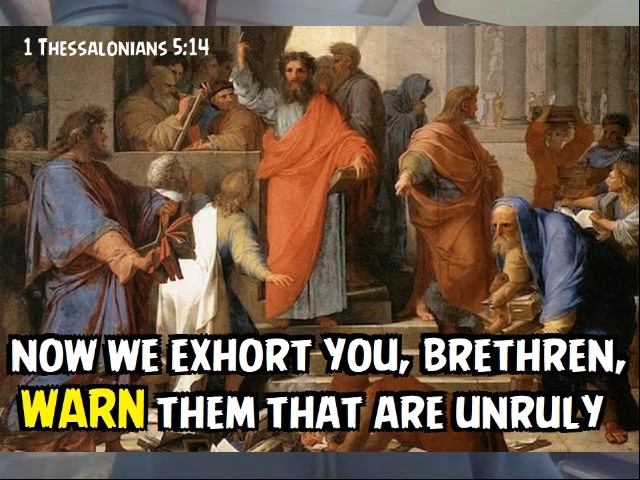 1 THESSALONIANS 5:14
NOW WE EXHORT YOU, BRETHREN,
WARN THEM THAT ARE UNRULY